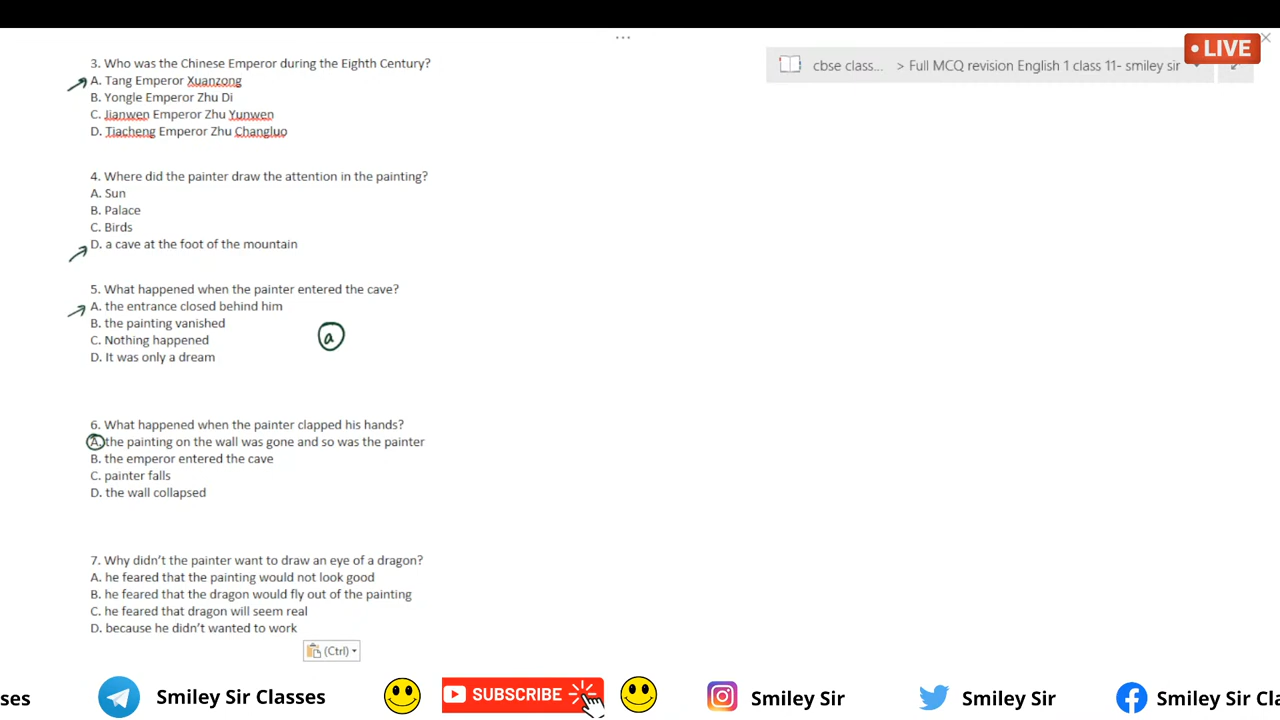 • LIVE
cbse class... > Full MCQ revision English 1 class 11- smiley sir
3. Who was the Chinese Emperor during the Eighth Century?
A. Tang Emperor Xuanzong
B. Yongle Emperor Zhu Di
C. Jianwen Emperor Zhu Yunwen
D. Tiacheng Emperor Zhu Changluo
4. Where did the painter draw the attention in the painting?
A. Sun
B. Palace
C. Birds
D. a cave at the foot of the mountain
5. What happened when the painter entered the cave?
A. the entrance closed behind him
B. the painting vanished
C. Nothing happened
D. It was only a dream
a
6. What happened when the painter clapped his hands?
A. the painting on the wall was gone and so was the painter
B. the emperor entered the cave
C. painter falls
D. the wall collapsed
7. Why didn't the painter want to draw an eye of a dragon?
A. he feared that the painting would not look good
B. he feared that the dragon would fly out of the painting
C. he feared that dragon will seem real
D. because he didn't wanted to work
(Ctrl)
ses Smiley Sir Classes SUBSCRIBE Smiley Sir Smiley Sir Smiley Sir Cla